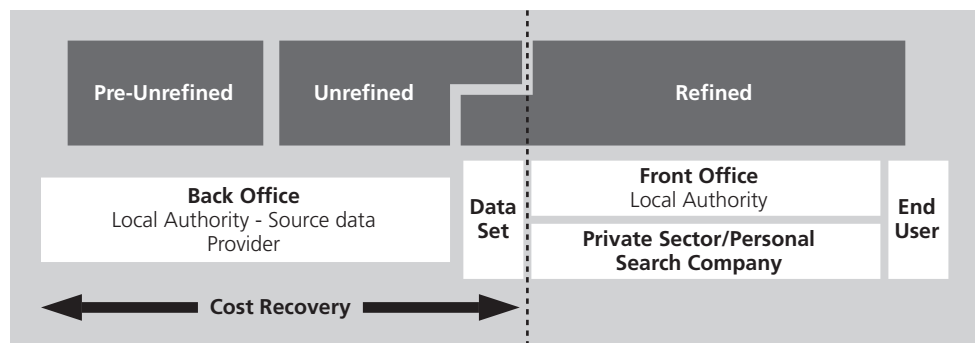 Pre-Unrefined
Unrefined
Refined
Back Office
Local Authority - Source data
Provider
Data
Set
Front Office
Local Authority
Private Sector/Personal
Search Company
End
User
Cost Recovery